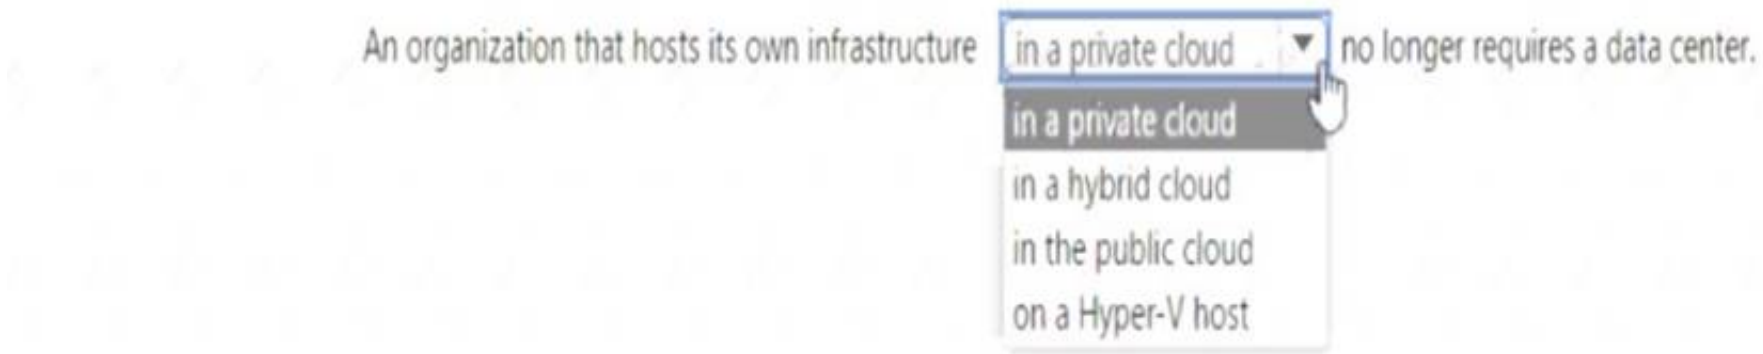 An organization that hosts its own infrastructure in a private cloud no longer requires a data center.
in a private cloud
in a hybrid cloud
in the public cloud
on a Hyper-V host